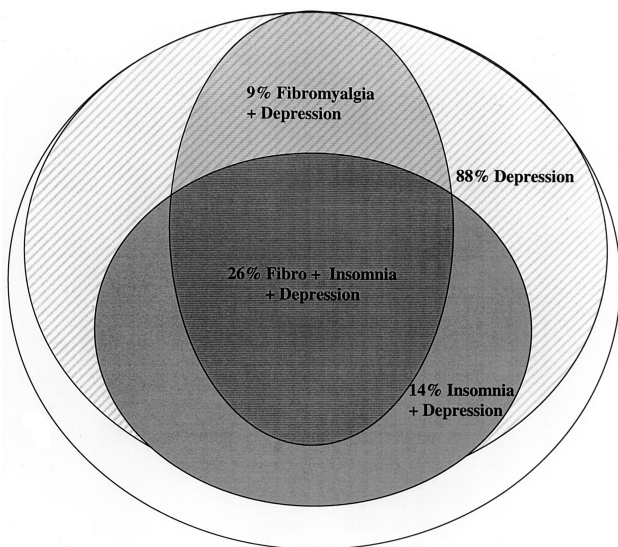 9% Fibromyalgia
+ Depression
88% Depression
26% Fibro + Insomnia
+ Depression
14% Insomnia
+ Depression